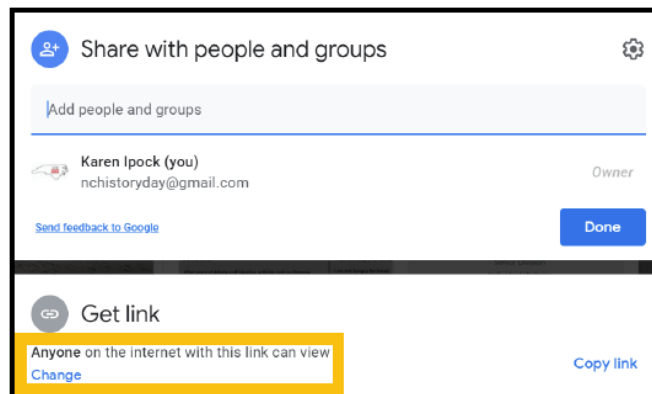 Share with people and groups
Add people and groups
Karen Ipock (you)
nchistoryday@gmail.com
Owner
Send feedback to Google
Done
Get link
Anyone on the internet with this link can view
Change
Copy link